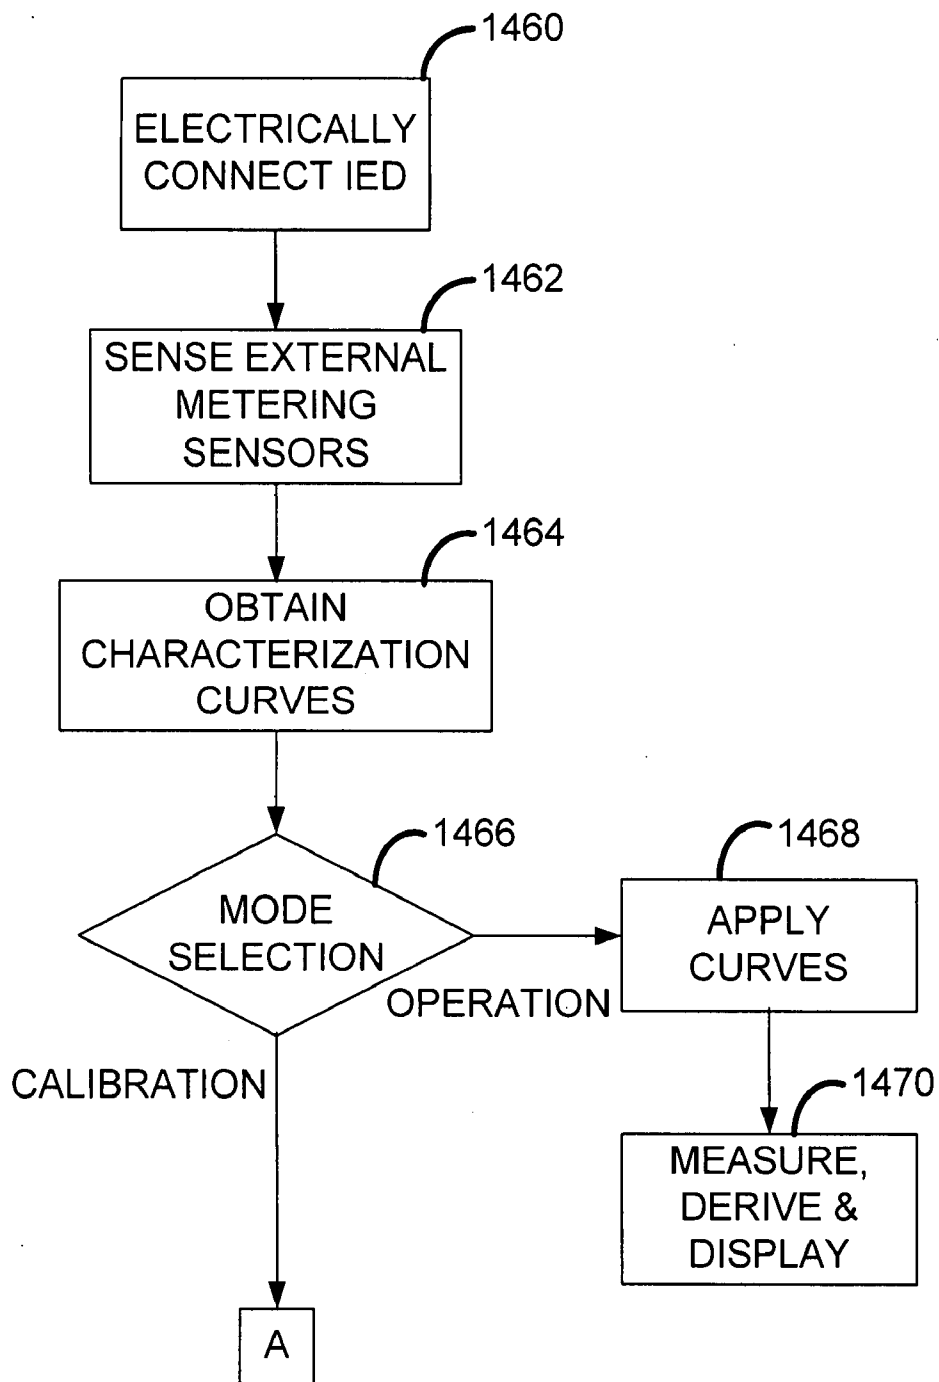 1460
ELECTRICALLY
CONNECT IED
1462
SENSE EXTERNAL
METERING
SENSORS
1464
OBTAIN
CHARACTERIZATION
CURVES
1466
MODE
SELECTION
1468
APPLY
CURVES
OPERATION
CALIBRATION
1470
MEASURE,
DERIVE &
DISPLAY
A